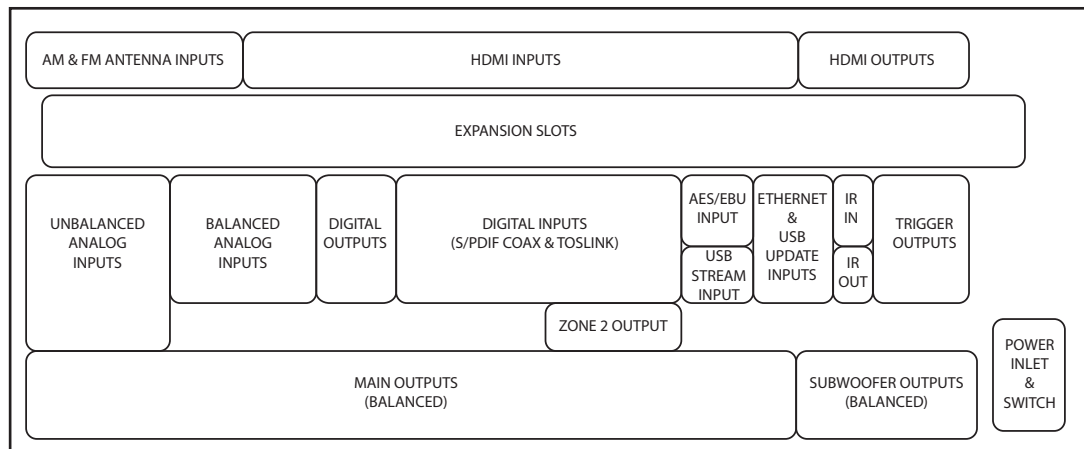 AM & FM ANTENNA INPUTS
HDMI INPUTS
HDMI OUTPUTS
EXPANSION SLOTS
UNBALANCED
ANALOG
INPUTS
BALANCED
ANALOG
INPUTS
DIGITAL
OUTPUTS
DIGITAL INPUTS
(S/PDIF COAX & TOSLINK)
AES/EBU
INPUT
USB
STREAM
INPUT
ETHERNET
&
USB
UPDATE
INPUTS
IR
IN
IR
OUT
TRIGGER
OUTPUTS
ZONE 2 OUTPUT
MAIN OUTPUTS
(BALANCED)
SUBWOOFER OUTPUTS
(BALANCED)
POWER
INLET
&
SWITCH